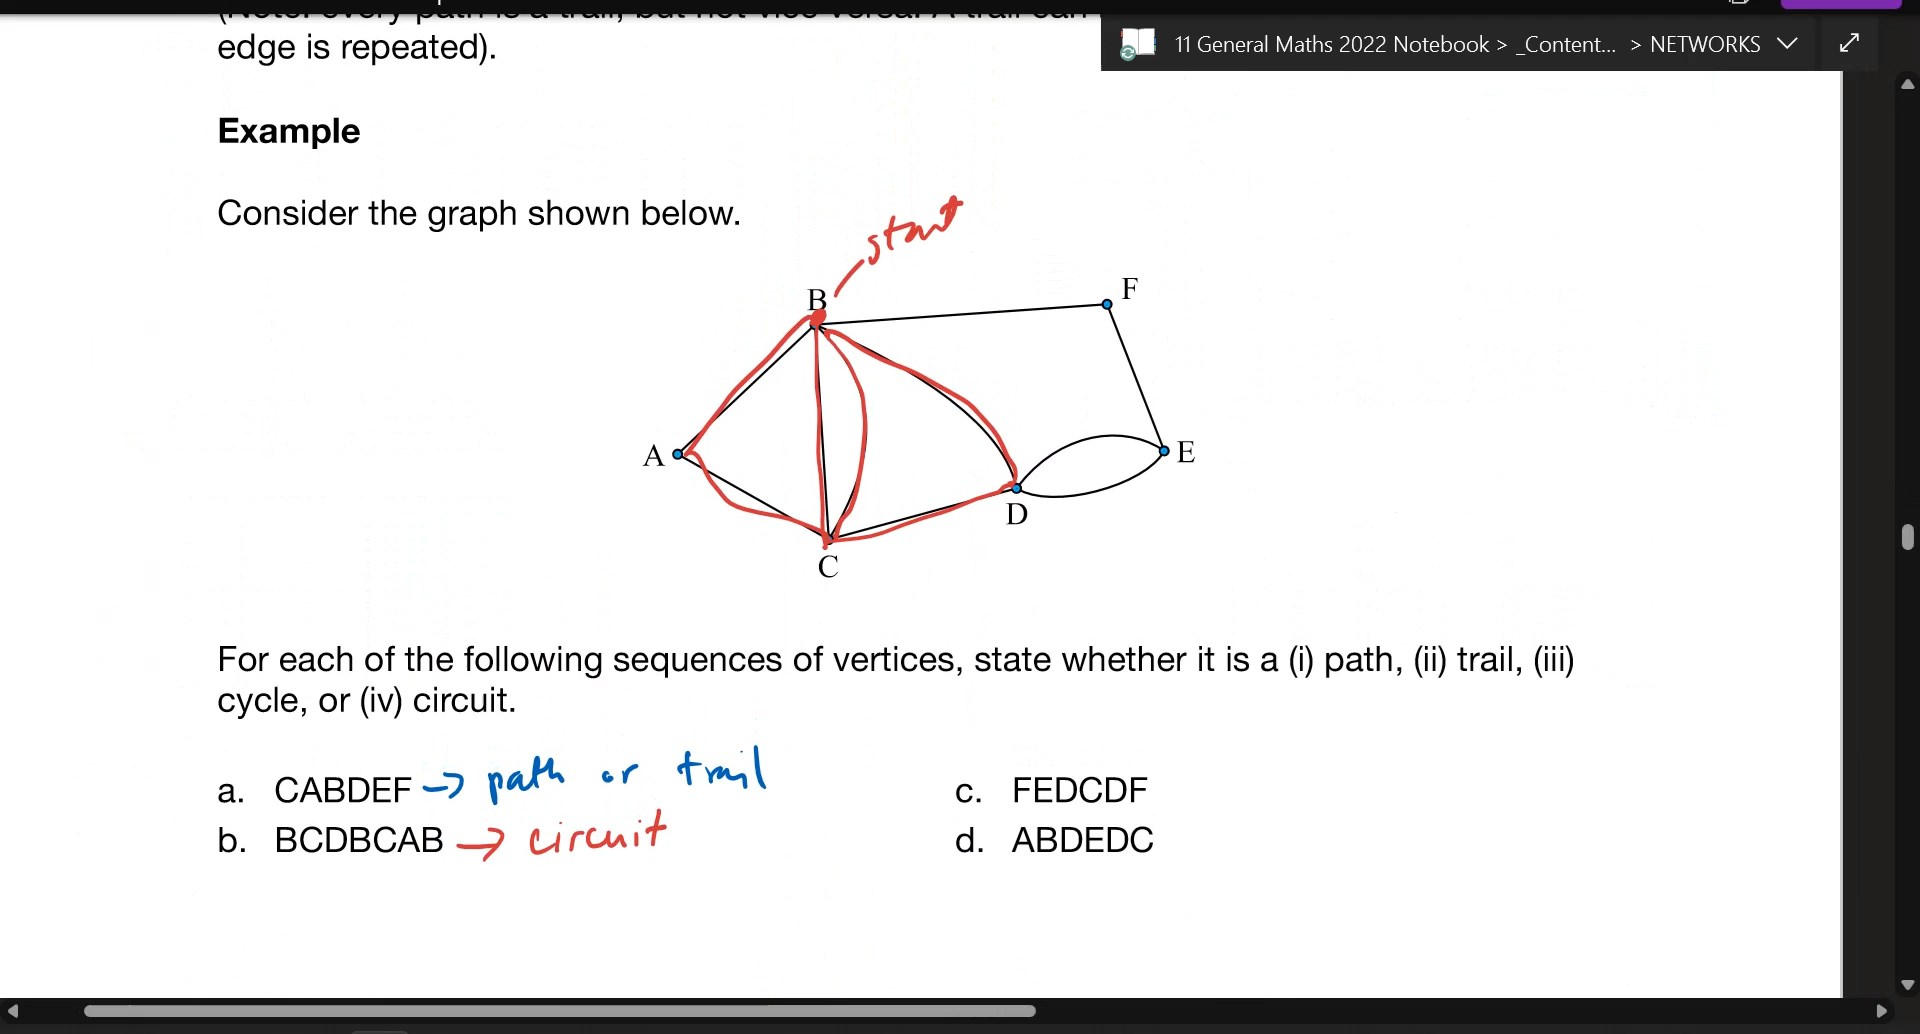 edge is repeated).
11 General Maths 2022 Notebook > _Content... > NETWORKS
Example
Consider the graph shown below.
start
B
F
A
E
D
C
For each of the following sequences of vertices, state whether it is a (i) path, (ii) trail, (iii)
cycle, or (iv) circuit.
a. CABDEF → path or trail
c. FEDCDF
b. BCDBCAB → circuit
d. ABDEDC